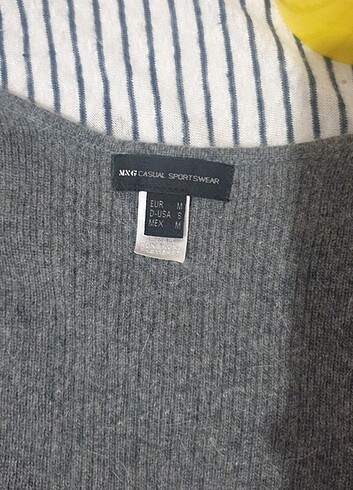 MNG CASUAL SPORTSWEAR
EUR M
D-USA S
MEX M